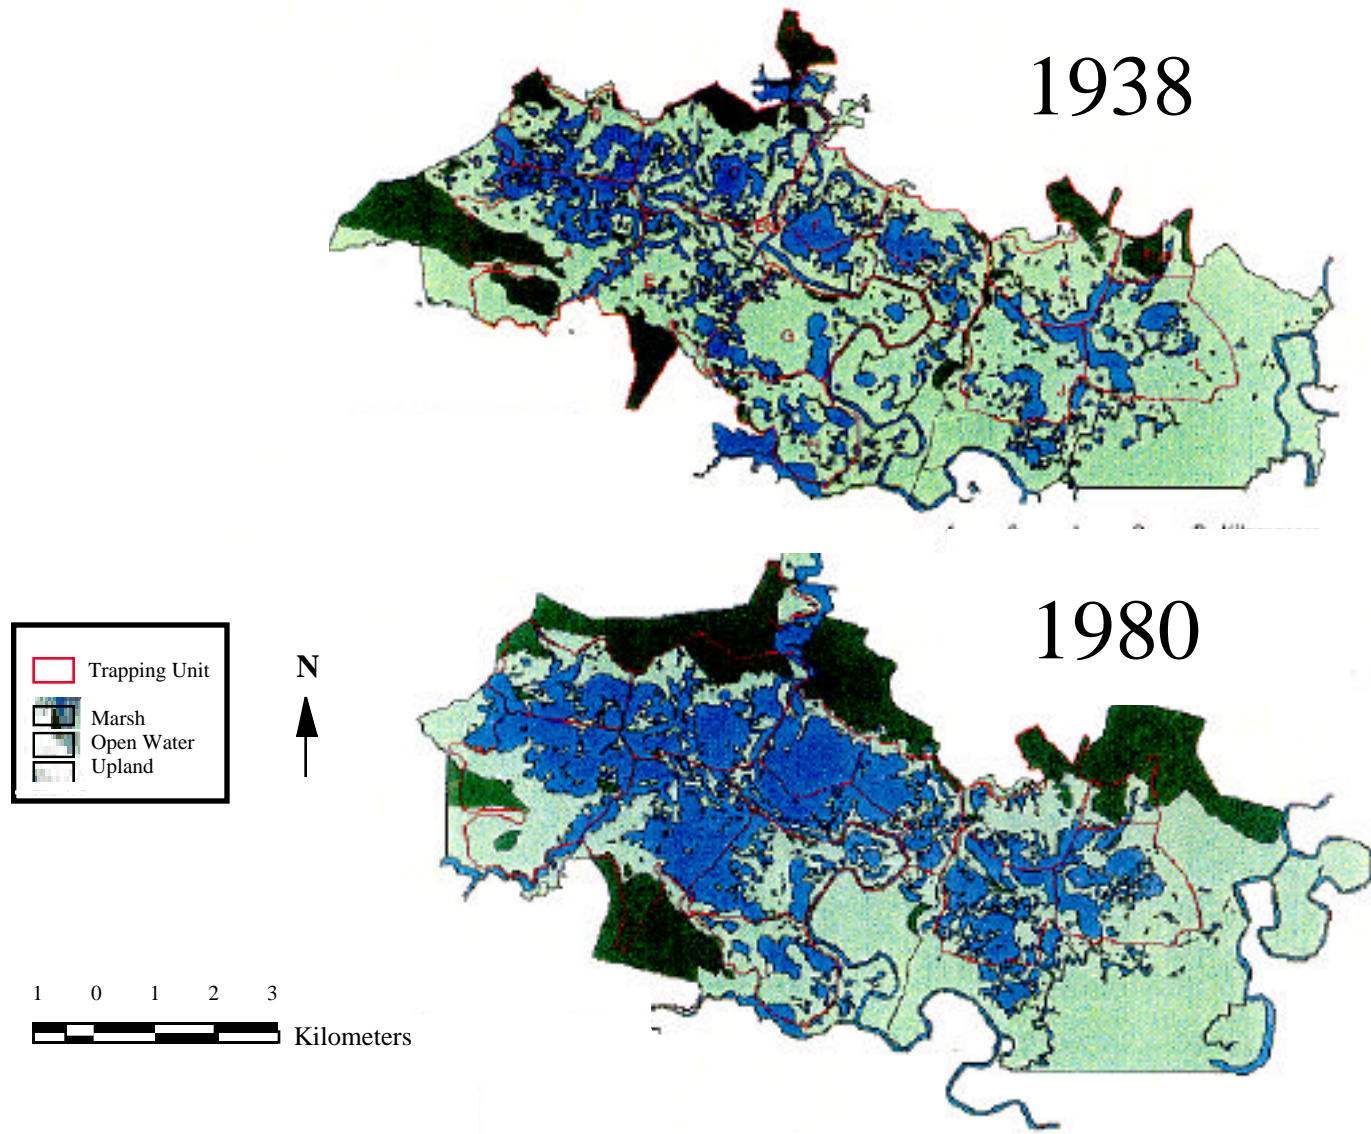 1938
G
E
K
L
J
A
1980
Trapping Unit
Marsh
Open Water
Upland
N
1 0 1 2 3
Kilometers